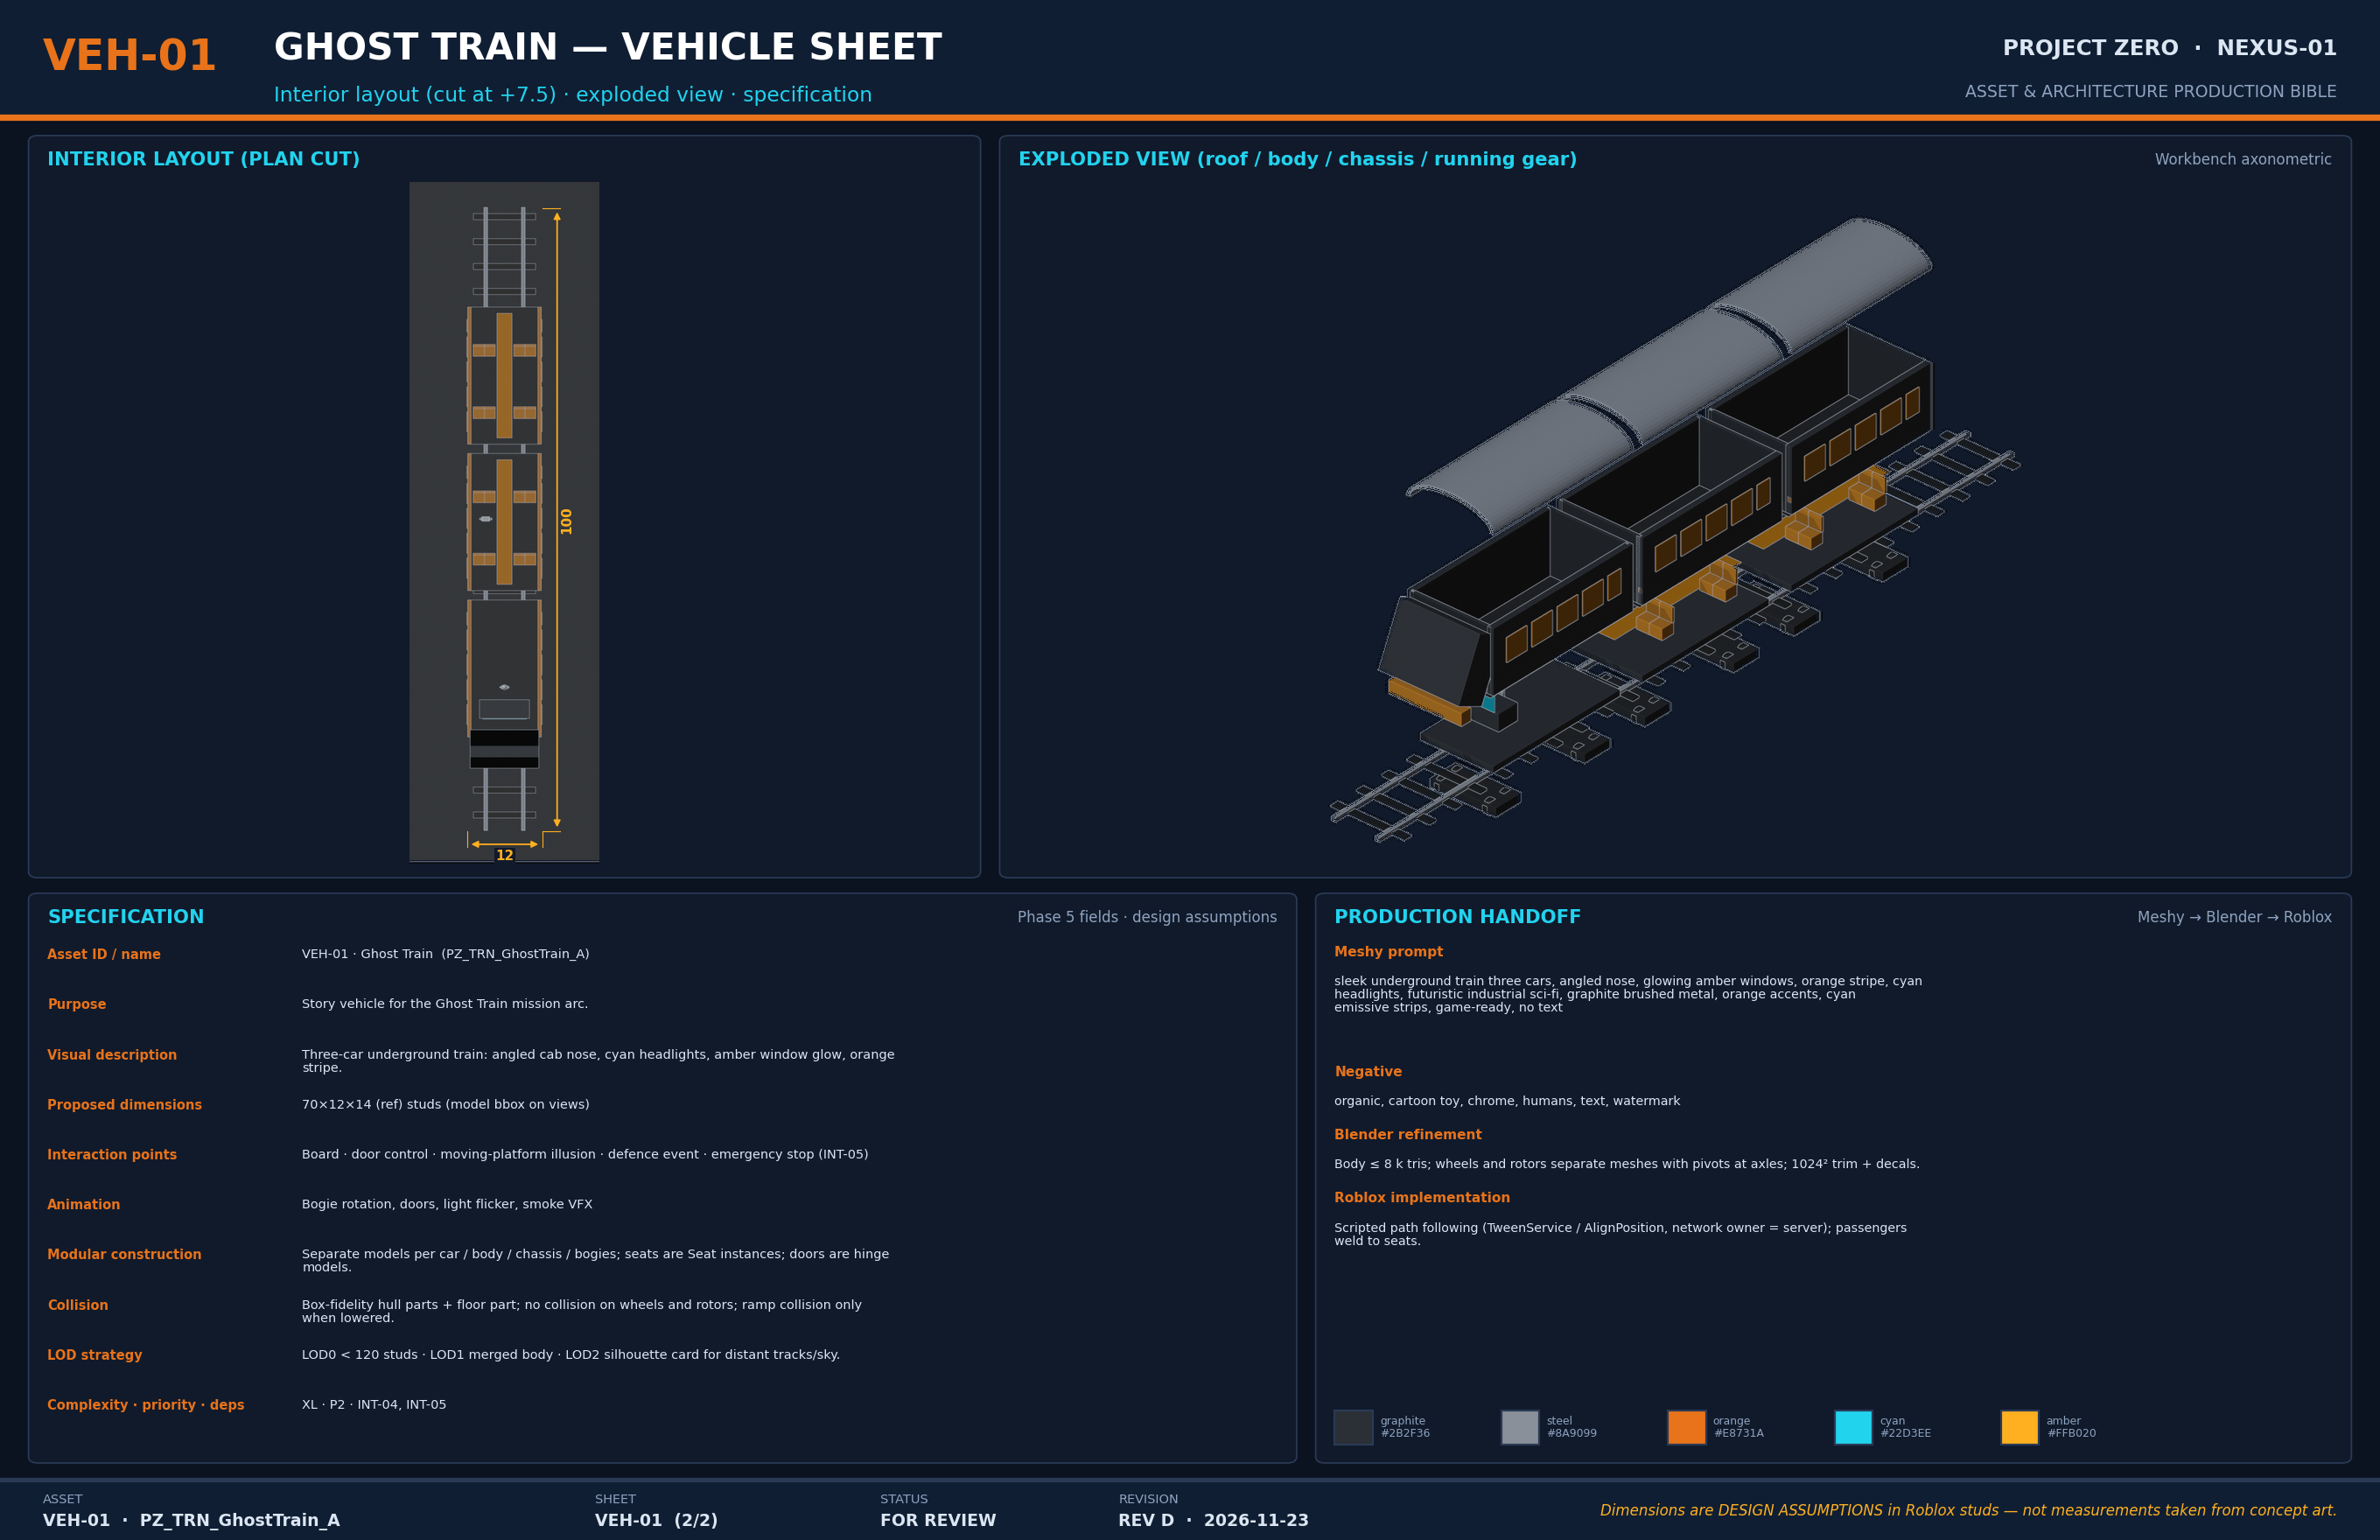 VEH-01
GHOST TRAIN — VEHICLE SHEET
Interior layout (cut at +7.5) · exploded view · specification
PROJECT ZERO · NEXUS-01
ASSET & ARCHITECTURE PRODUCTION BIBLE
INTERIOR LAYOUT (PLAN CUT)
100
12
EXPLODED VIEW (roof / body / chassis / running gear)
Workbench axonometric
SPECIFICATION
Phase 5 fields · design assumptions
Asset ID / name
VEH-01 · Ghost Train (PZ_TRN_GhostTrain_A)
Purpose
Story vehicle for the Ghost Train mission arc.
Visual description
Three-car underground train: angled cab nose, cyan headlights, amber window glow, orange
stripe.
Proposed dimensions
70×12×14 (ref) studs (model bbox on views)
Interaction points
Board · door control · moving-platform illusion · defence event · emergency stop (INT-05)
Animation
Bogie rotation, doors, light flicker, smoke VFX
Modular construction
Separate models per car / body / chassis / bogies; seats are Seat instances; doors are hinge
models.
Collision
Box-fidelity hull parts + floor part; no collision on wheels and rotors; ramp collision only
when lowered.
LOD strategy
LOD0 < 120 studs · LOD1 merged body · LOD2 silhouette card for distant tracks/sky.
Complexity · priority · deps
XL · P2 · INT-04, INT-05
PRODUCTION HANDOFF
Meshy → Blender → Roblox
Meshy prompt
sleek underground train three cars, angled nose, glowing amber windows, orange stripe, cyan
headlights, futuristic industrial sci-fi, graphite brushed metal, orange accents, cyan
emissive strips, game-ready, no text
Negative
organic, cartoon toy, chrome, humans, text, watermark
Blender refinement
Body ≤ 8 k tris; wheels and rotors separate meshes with pivots at axles; 1024² trim + decals.
Roblox implementation
Scripted path following (TweenService / AlignPosition, network owner = server); passengers
weld to seats.
graphite
#2B2F36
steel
#8A9099
orange
#E8731A
cyan
#22D3EE
amber
#FFB020
ASSET
VEH-01 · PZ_TRN_GhostTrain_A
SHEET
VEH-01 (2/2)
STATUS
FOR REVIEW
REVISION
REV D · 2026-11-23
Dimensions are DESIGN ASSUMPTIONS in Roblox studs — not measurements taken from concept art.